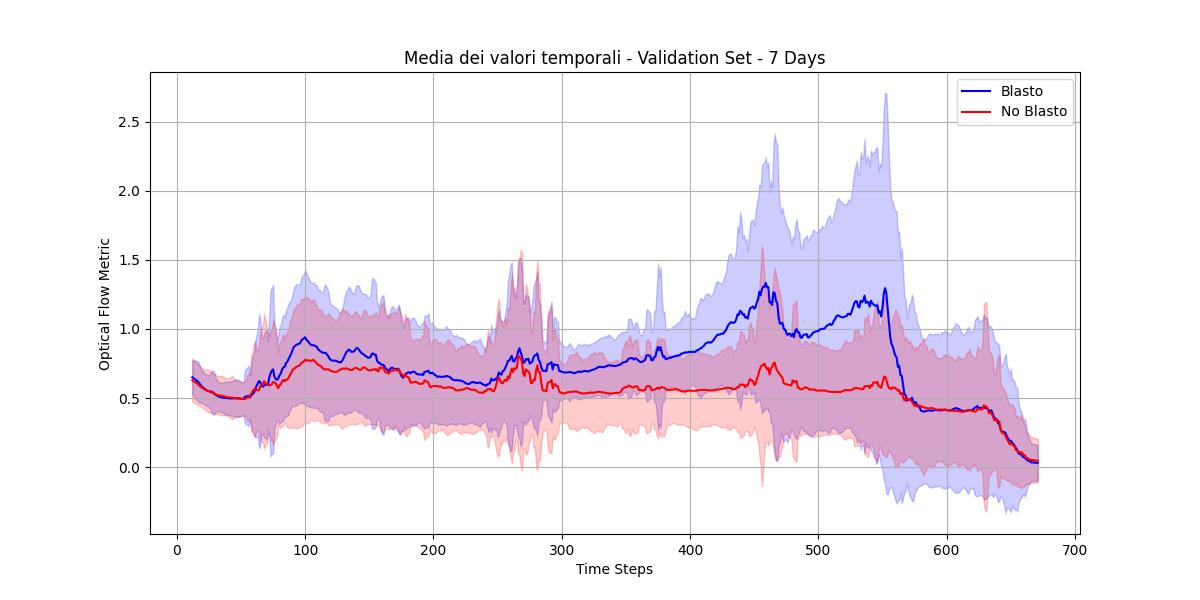 Media dei valori temporali - Validation Set - 7 Days
Blasto
No Blasto
Optical Flow Metric
2.5
2.0
1.5
1.0
0.5
0.0
0 100 200 300 400 500 600 700
Time Steps